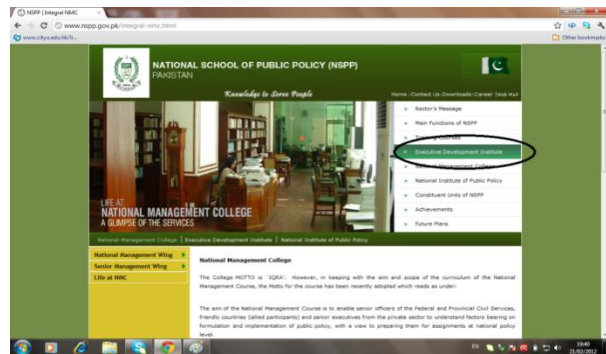 NSPP | Integral NMC
www.nspp.gov.pk/integral-nmc.html
Other bookmarks
NATIONAL SCHOOL OF PUBLIC POLICY (NSPP)
PAKISTAN
Knowledge to Serve People
Home
Contact Us
Downloads
Career
Rector's Message
Main Functions of NSPP
Training Courses
Executive Development Institute
National Management College
National Institute of Public Policy
Constituent Units of NSPP
Achievements
Future Plans
LIFE AT
NATIONAL MANAGEMENT COLLEGE
A GLIMPSE OF THE SERVICES
National Management College | Executive Development Institute | National Institute of Public Policy
National Management Wing
Senior Management Wing
Life at NMC
National Management College
The College MOTTO is 'IQRA'. However, in keeping with the aim and scope of the curriculum of the National
Management Course, the Motto for the course has been recently adopted which reads as under:
The aim of the National Management Course is to enable senior officers of the Federal and Provincial Civil Services,
friendly countries (allied participants) and senior executives from the private sector to understand factors bearing on
formulation and implementation of public policy, with a view to preparing them for assignments at national policy
level.
EN
19:40
21/02/2012